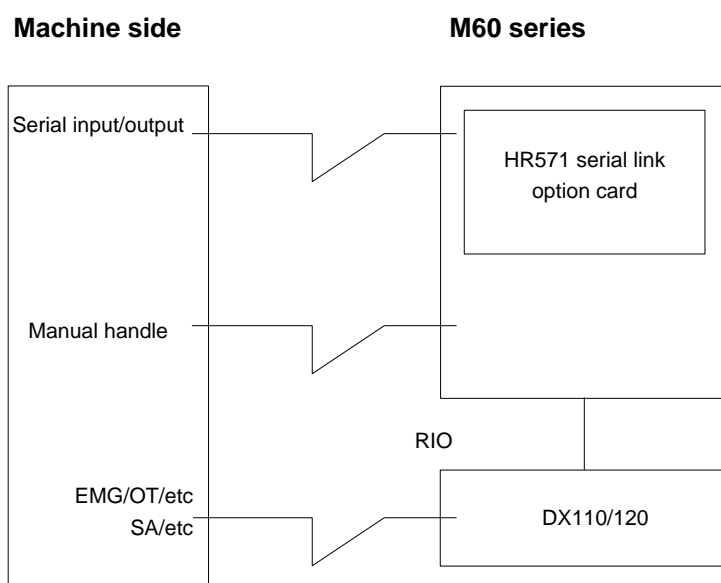 Machine side
M60 series
Serial input/output
HR571 serial link
option card
Manual handle
RIO
EMG/OT/etc
SA/etc
DX110/120